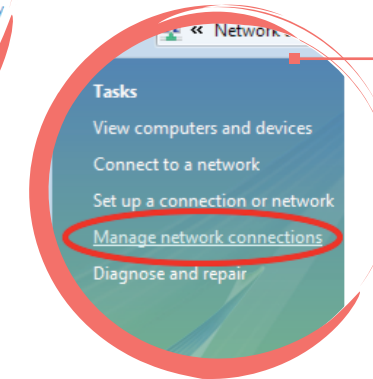 « Network
Tasks
View computers and devices
Connect to a network
Set up a connection or network
Manage network connections
Diagnose and repair